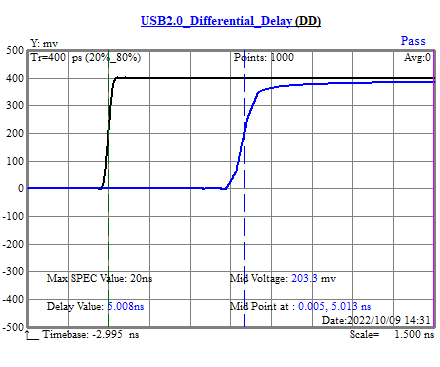 USB2.0_Differential_Delay (DD)
Pass
Y: mv
500
Tr=400 ps (20%_80%) Points: 1000 Avg:0
400
300
200
100
0
-100
-200
-300
Max SPEC Value: 20ns Mid Voltage: 203.3 mv
-400
Delay Value: 5.008ns Mid Point at : 0.005, 5.013 ns
Date:2022/10/09 14:31
-500
Timebase: -2.995 ns Scale= 1.500 ns